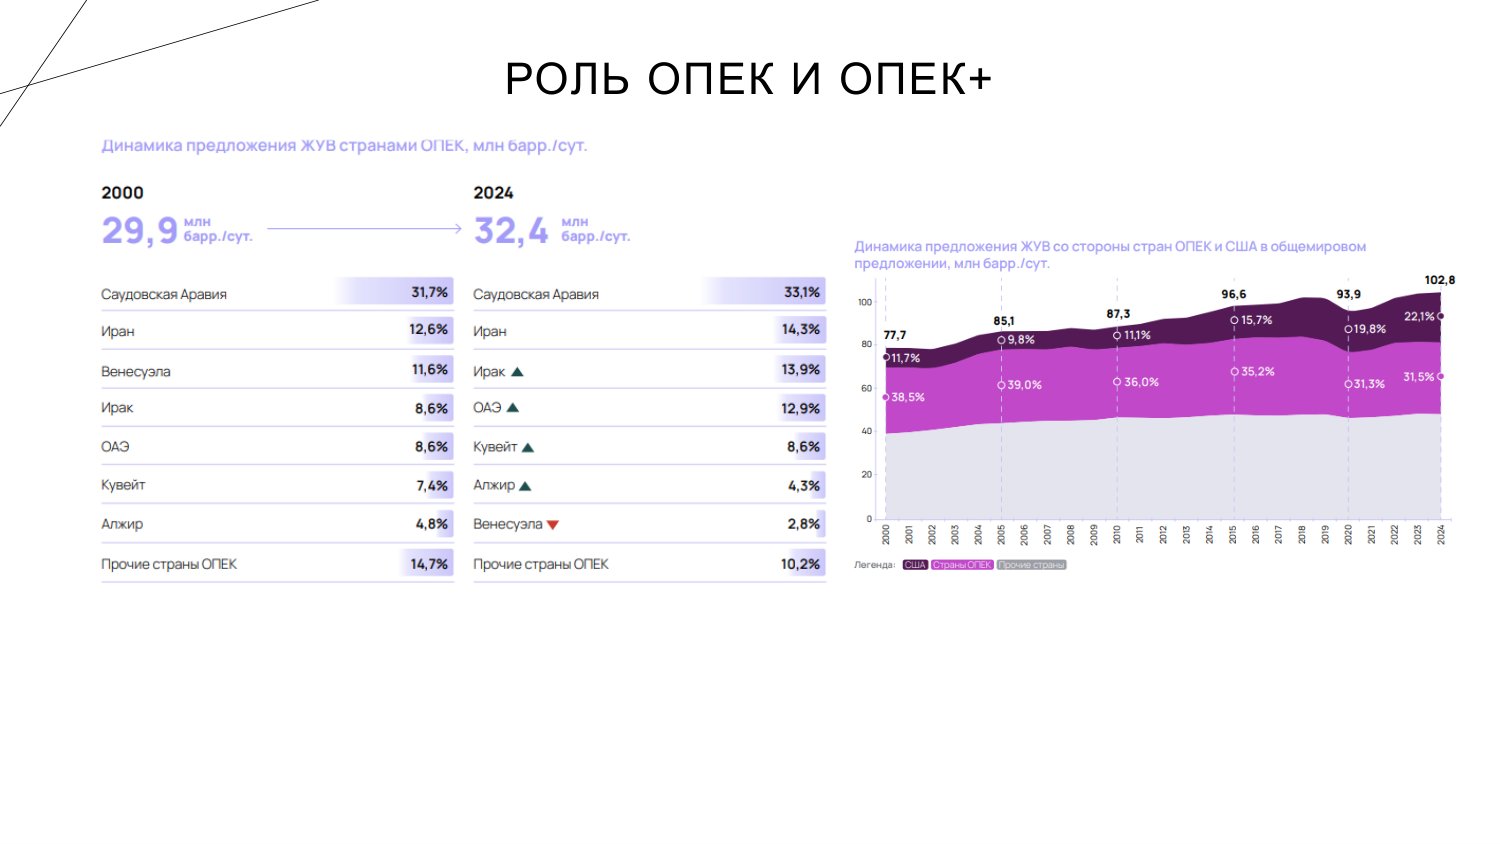 РОЛЬ ОПЕК И ОПЕК+
Динамика предложения ЖУВ странами ОПЕК, млн барр./сут.
2000
29,9 млн барр./сут.
Саудовская Аравия 31,7%
Иран 12,6%
Венесуэла 11,6%
Ирак 8,6%
ОАЭ 8,6%
Кувейт 7,4%
Алжир 4,8%
Прочие страны ОПЕК 14,7%
2024
32,4 млн барр./сут.
Саудовская Аравия 33,1%
Иран 14,3%
Ирак 13,9%
ОАЭ 12,9%
Кувейт 8,6%
Алжир 4,3%
Венесуэла 2,8%
Прочие страны ОПЕК 10,2%
Динамика предложения ЖУВ со стороны стран ОПЕК и США в общемировом
предложении, млн барр./сут.
100
80
60
40
20
0
77,7
85,1
87,3
96,6
93,9
102,8
11,7%
9,8%
11,1%
15,7%
19,8%
22,1%
38,5%
39,0%
36,0%
35,2%
31,3%
31,5%
2000 2001 2002 2003 2004 2005 2006 2007 2008 2009 2010 2011 2012 2013 2014 2015 2016 2017 2018 2019 2020 2021 2022 2023 2024
Легенда: США Страны ОПЕК Прочие страны